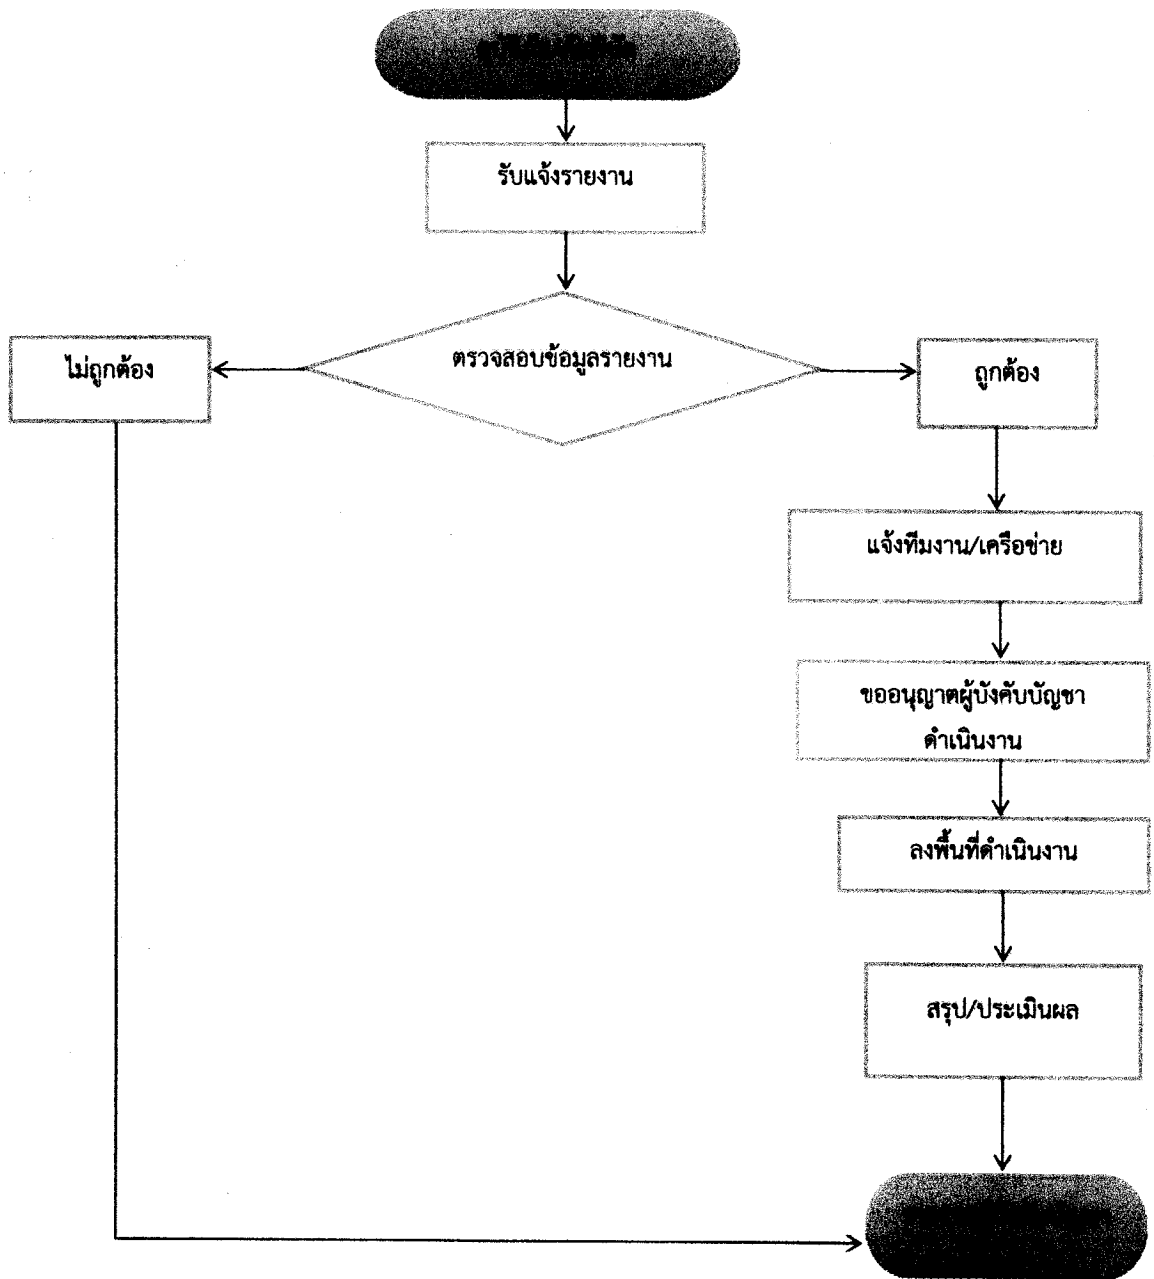 รับแจ้งรายงาน
ตรวจสอบข้อมูลรายงาน
ไม่ถูกต้อง
ถูกต้อง
แจ้งทีมงาน/เครือข่าย
ขออนุญาตผู้บังคับบัญชา
ดำเนินงาน
ลงพื้นที่ดำเนินงาน
สรุป/ประเมินผล